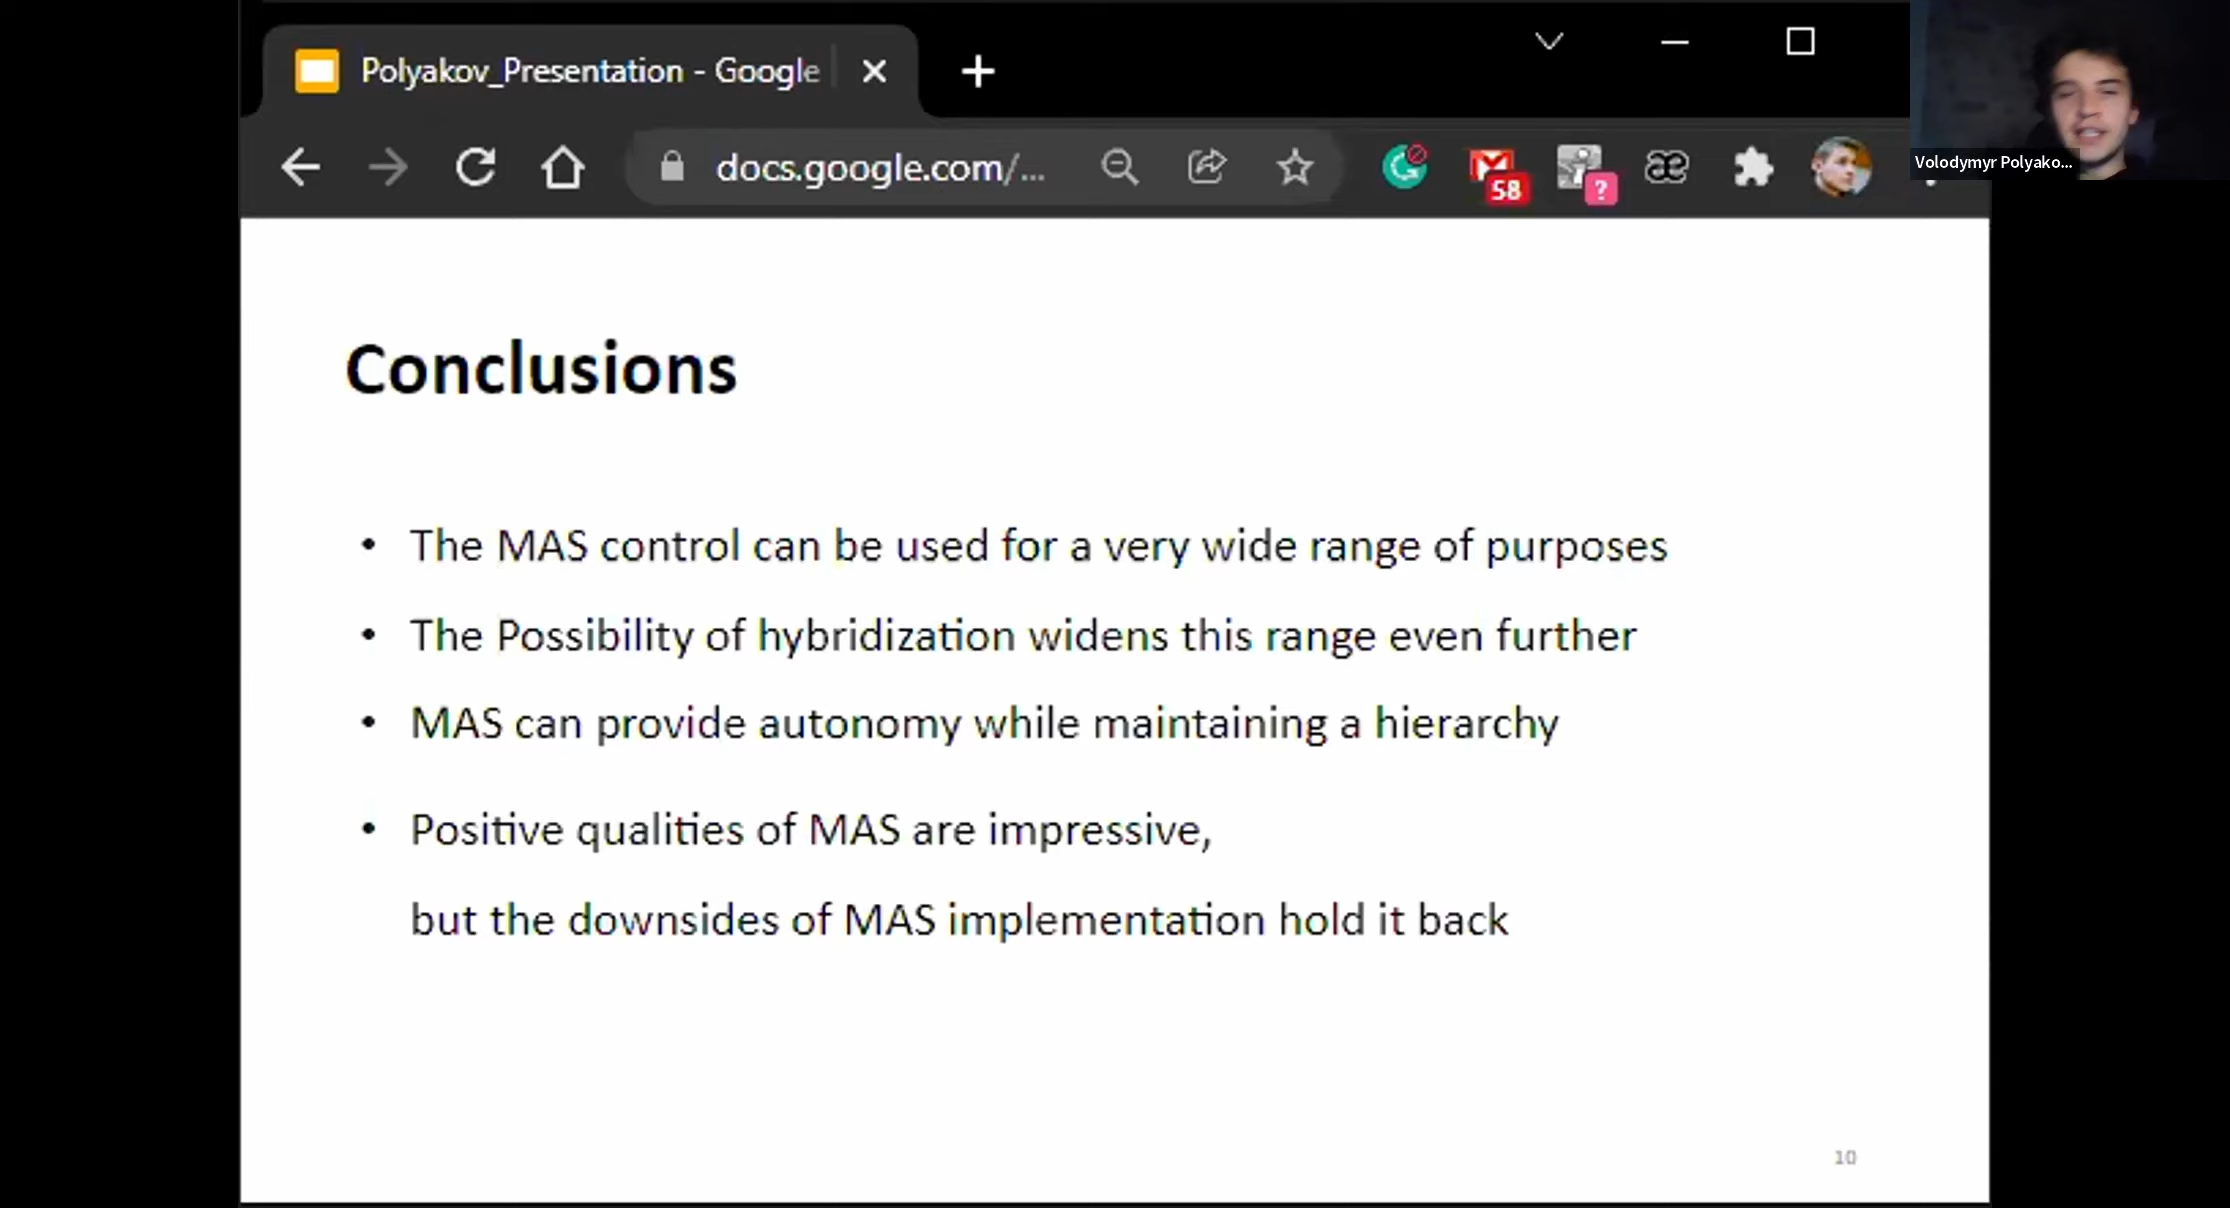 Polyakov_Presentation - Google
docs.google.com/...
58
?
æ
Volodymyr Polyako...
Conclusions
• The MAS control can be used for a very wide range of purposes
• The Possibility of hybridization widens this range even further
• MAS can provide autonomy while maintaining a hierarchy
• Positive qualities of MAS are impressive,
but the downsides of MAS implementation hold it back
10